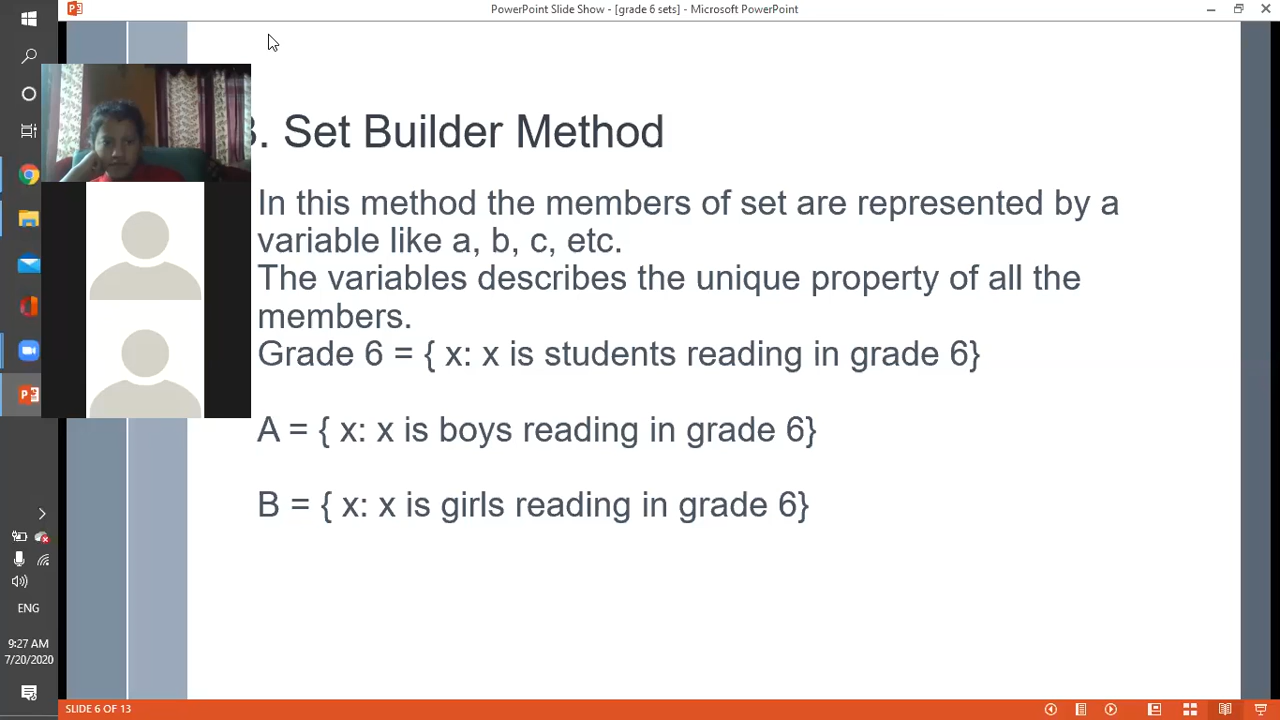 PowerPoint Slide Show - [grade 6 sets] - Microsoft PowerPoint
. Set Builder Method
In this method the members of set are represented by a
variable like a, b, c, etc.
The variables describes the unique property of all the
members.
Grade 6 = { x: x is students reading in grade 6}
A = { x: x is boys reading in grade 6}
B = { x: x is girls reading in grade 6}
ENG
9:27 AM
7/20/2020
SLIDE 6 OF 13